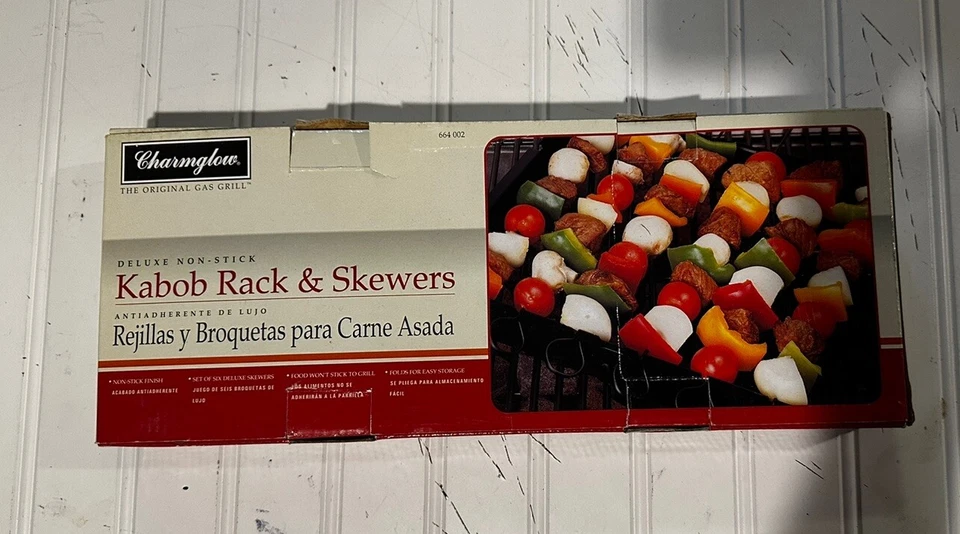 664 002
Charmglow®
THE ORIGINAL GAS GRILL™
DELUXE NON-STICK
Kabob Rack & Skewers
ANTIADHERENTE DE LUJO
Rejillas y Broquetas para Carne Asada
• NON-STICK FINISH
ACABADO ANTIADHERENTE
• SET OF SIX DELUXE SKEWERS
JUEGO DE SEIS BROQUETAS DE
LUJO
• FOOD WON'T STICK TO GRILL
LOS ALIMENTOS NO SE
ADHERIRÁN A LA PARRILLA
• FOLDS FOR EASY STORAGE
SE PLIEGA PARA ALMACENAMIENTO
FÁCIL